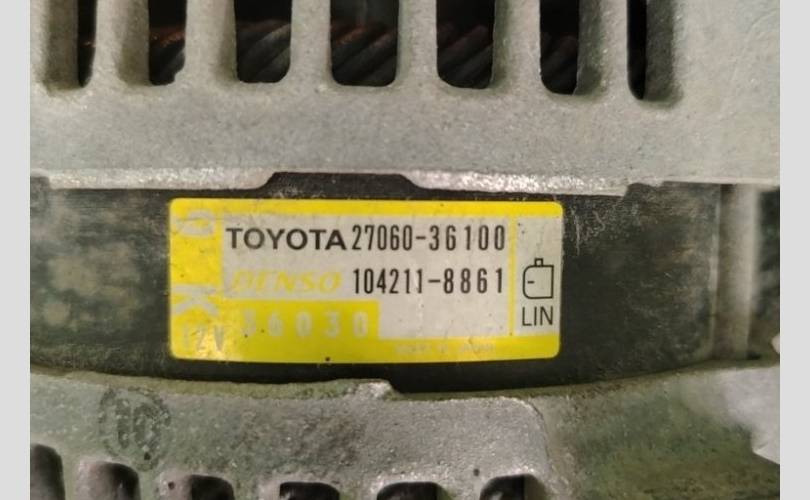 TOYOTA 27060-36100
DENSO 104211-8861
36030
12V
LIN